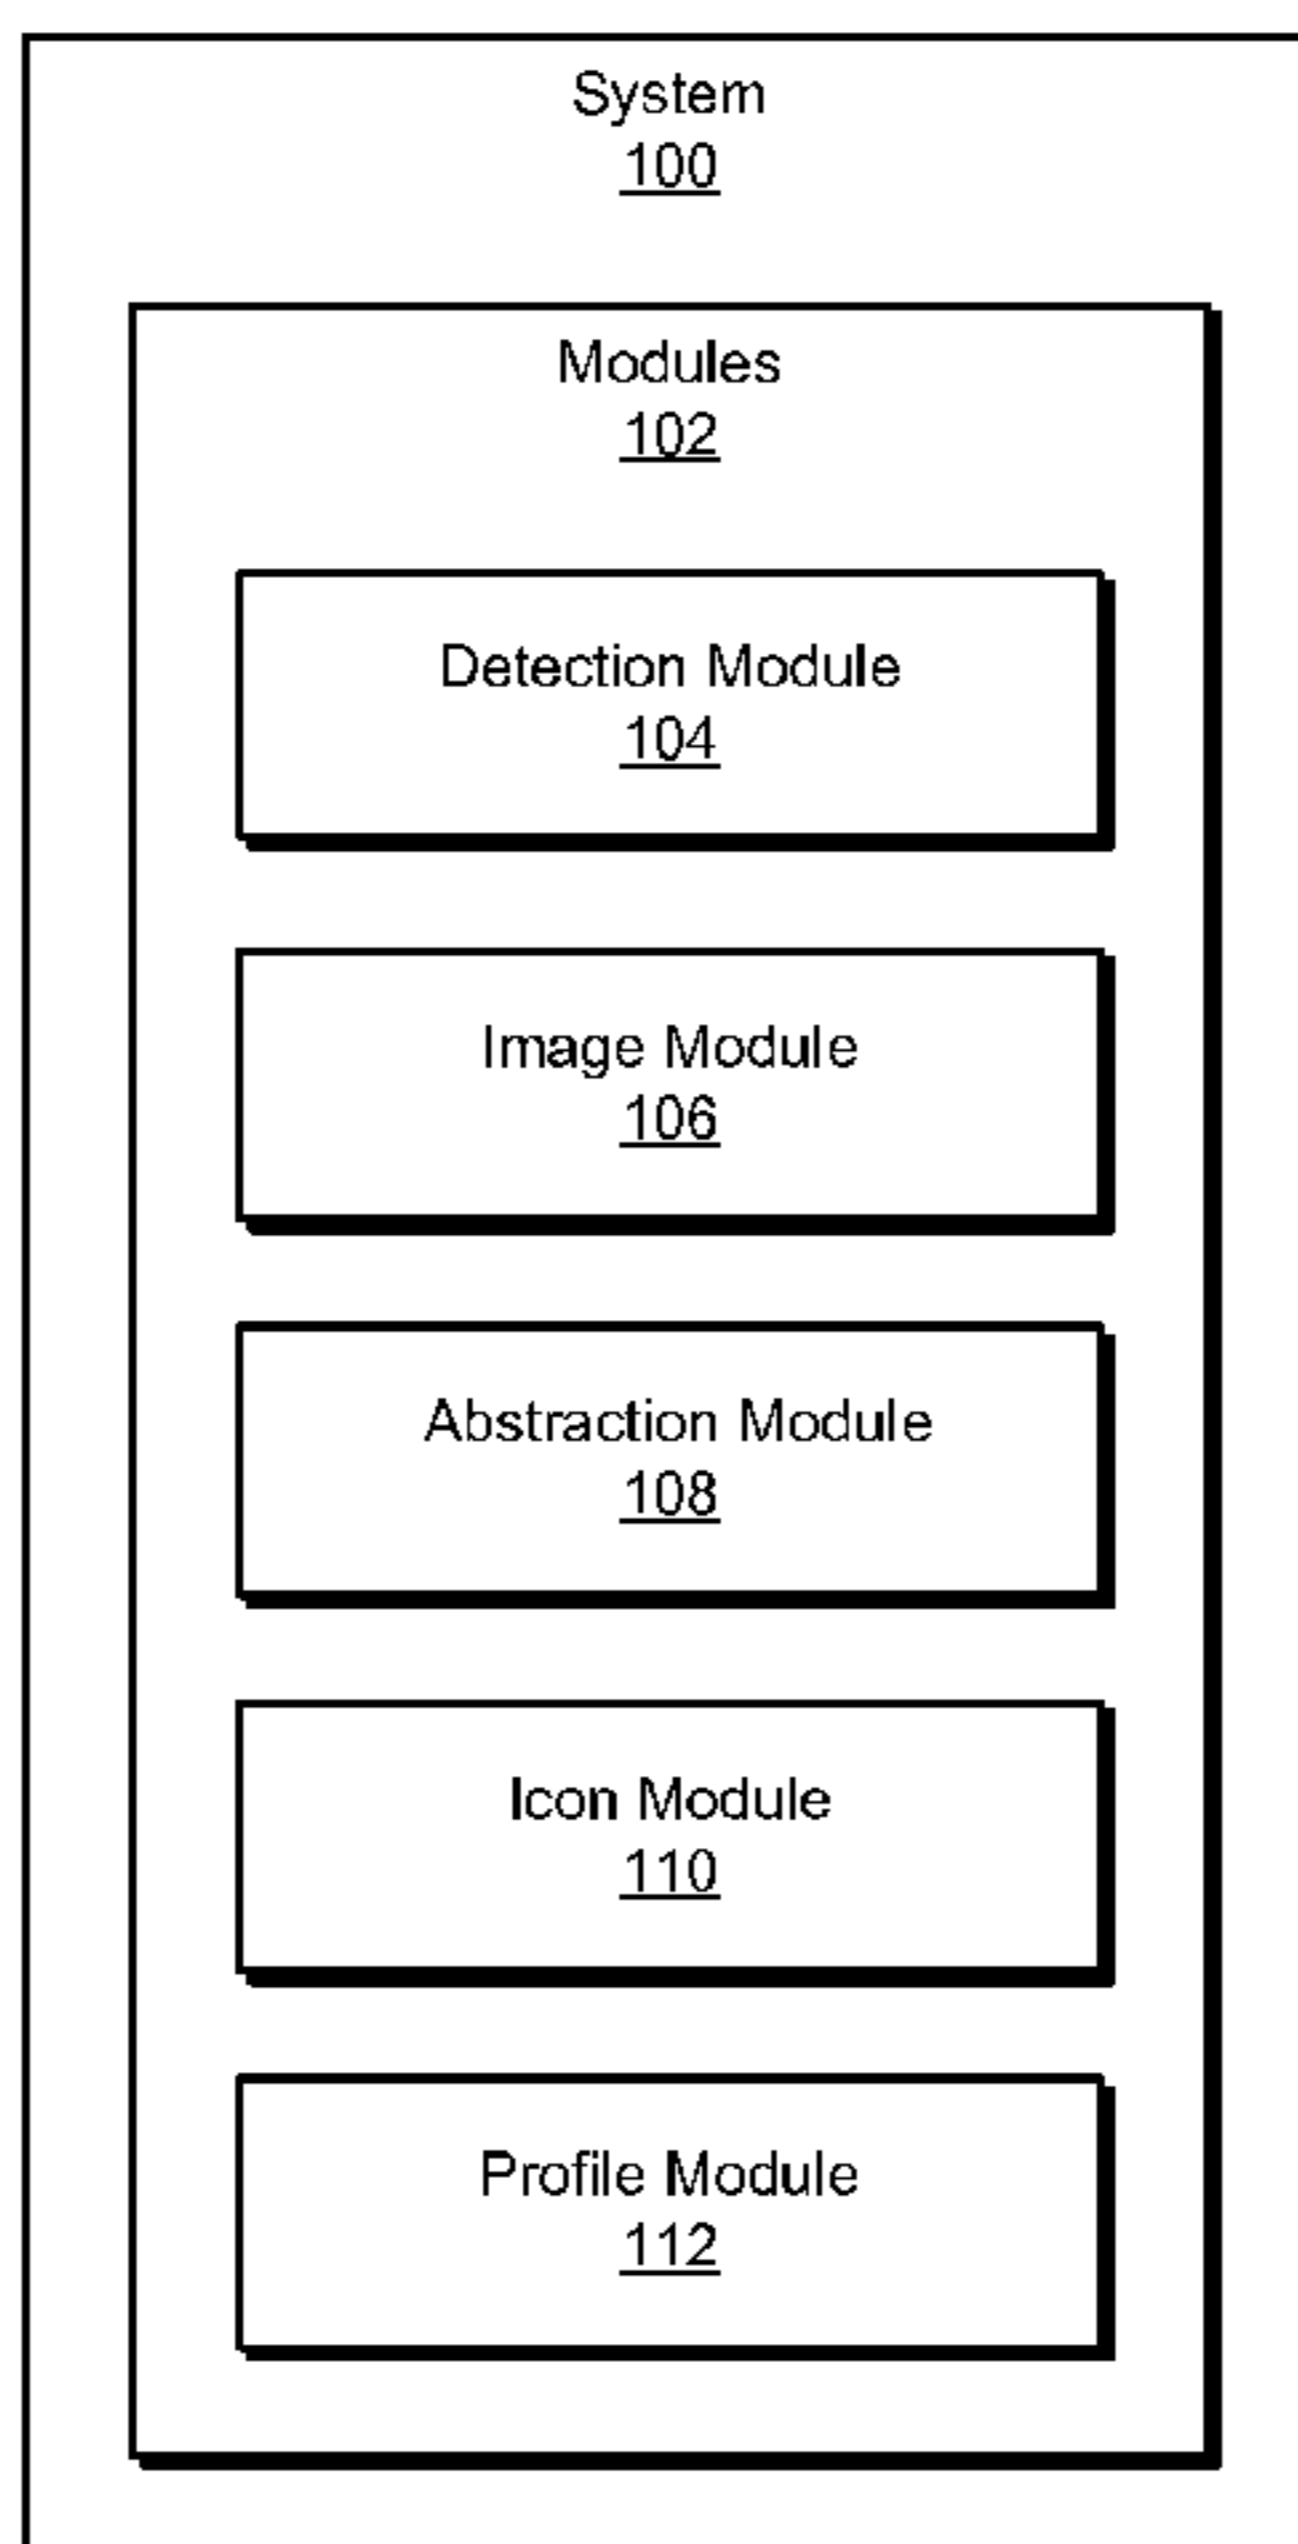 System
100
Modules
102
Detection Module
104
Image Module
106
Abstraction Module
108
Icon Module
110
Profile Module
112